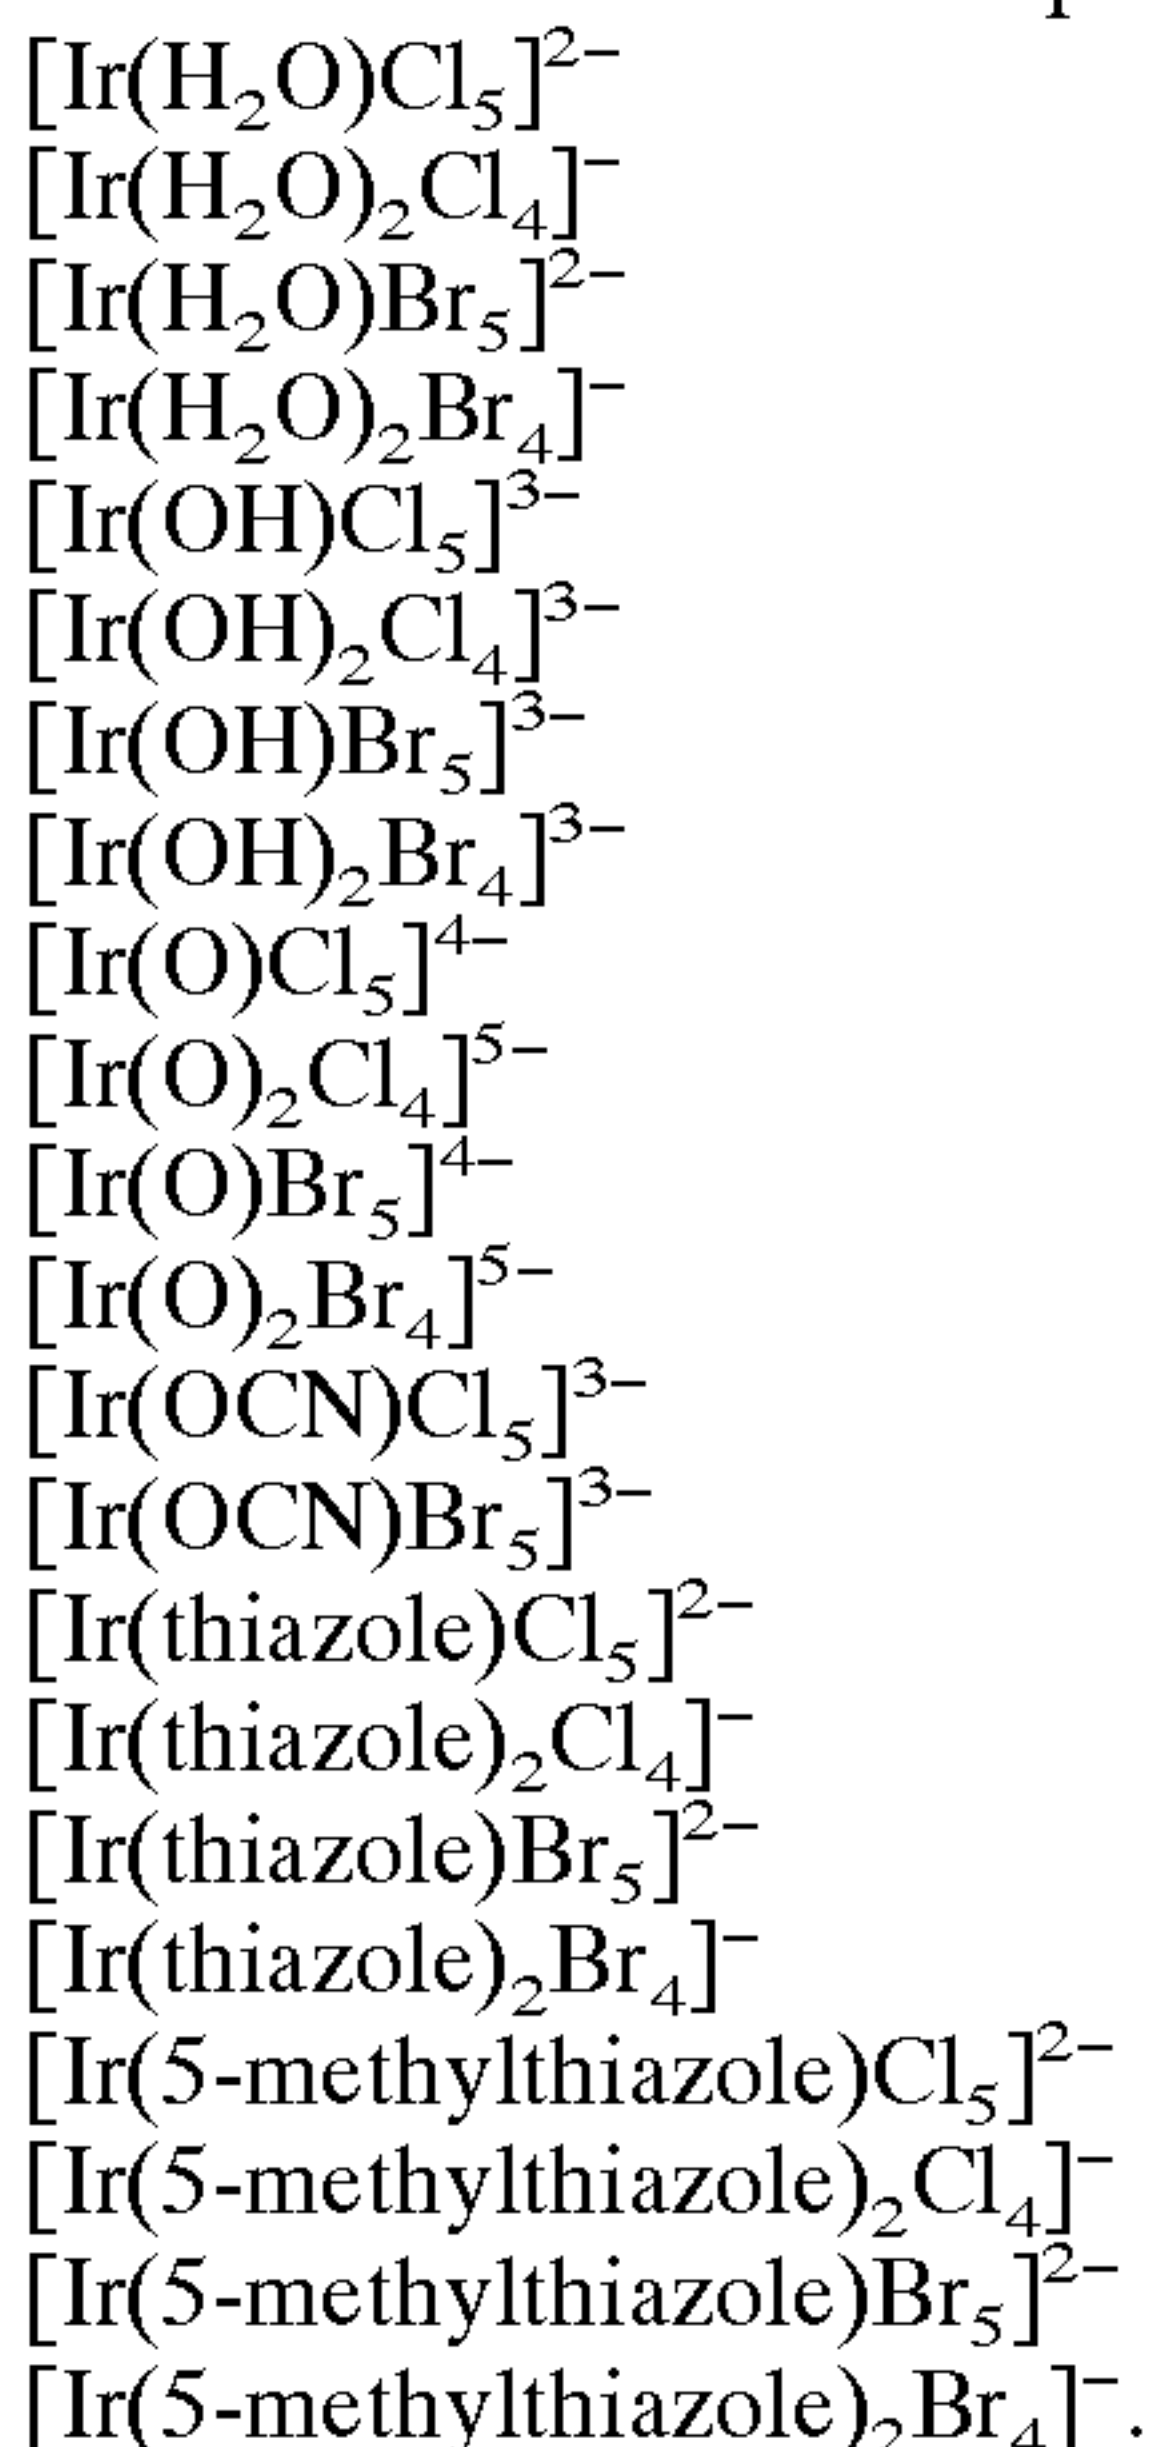 [Ir(H₂O)Cl₅]²⁻
[Ir(H₂O)₂Cl₄]⁻
[Ir(H₂O)Br₅]²⁻
[Ir(H₂O)₂Br₄]⁻
[Ir(OH)Cl₅]³⁻
[Ir(OH)₂Cl₄]³⁻
[Ir(OH)Br₅]³⁻
[Ir(OH)₂Br₄]³⁻
[Ir(O)Cl₅]⁴⁻
[Ir(O)₂Cl₄]⁵⁻
[Ir(O)Br₅]⁴⁻
[Ir(O)₂Br₄]⁵⁻
[Ir(OCN)Cl₅]³⁻
[Ir(OCN)Br₅]³⁻
[Ir(thiazole)Cl₅]²⁻
[Ir(thiazole)₂Cl₄]⁻
[Ir(thiazole)Br₅]²⁻
[Ir(thiazole)₂Br₄]⁻
[Ir(5-methylthiazole)Cl₅]²⁻
[Ir(5-methylthiazole)₂Cl₄]⁻
[Ir(5-methylthiazole)Br₅]²⁻
[Ir(5-methylthiazole)₂Br₄]⁻ .